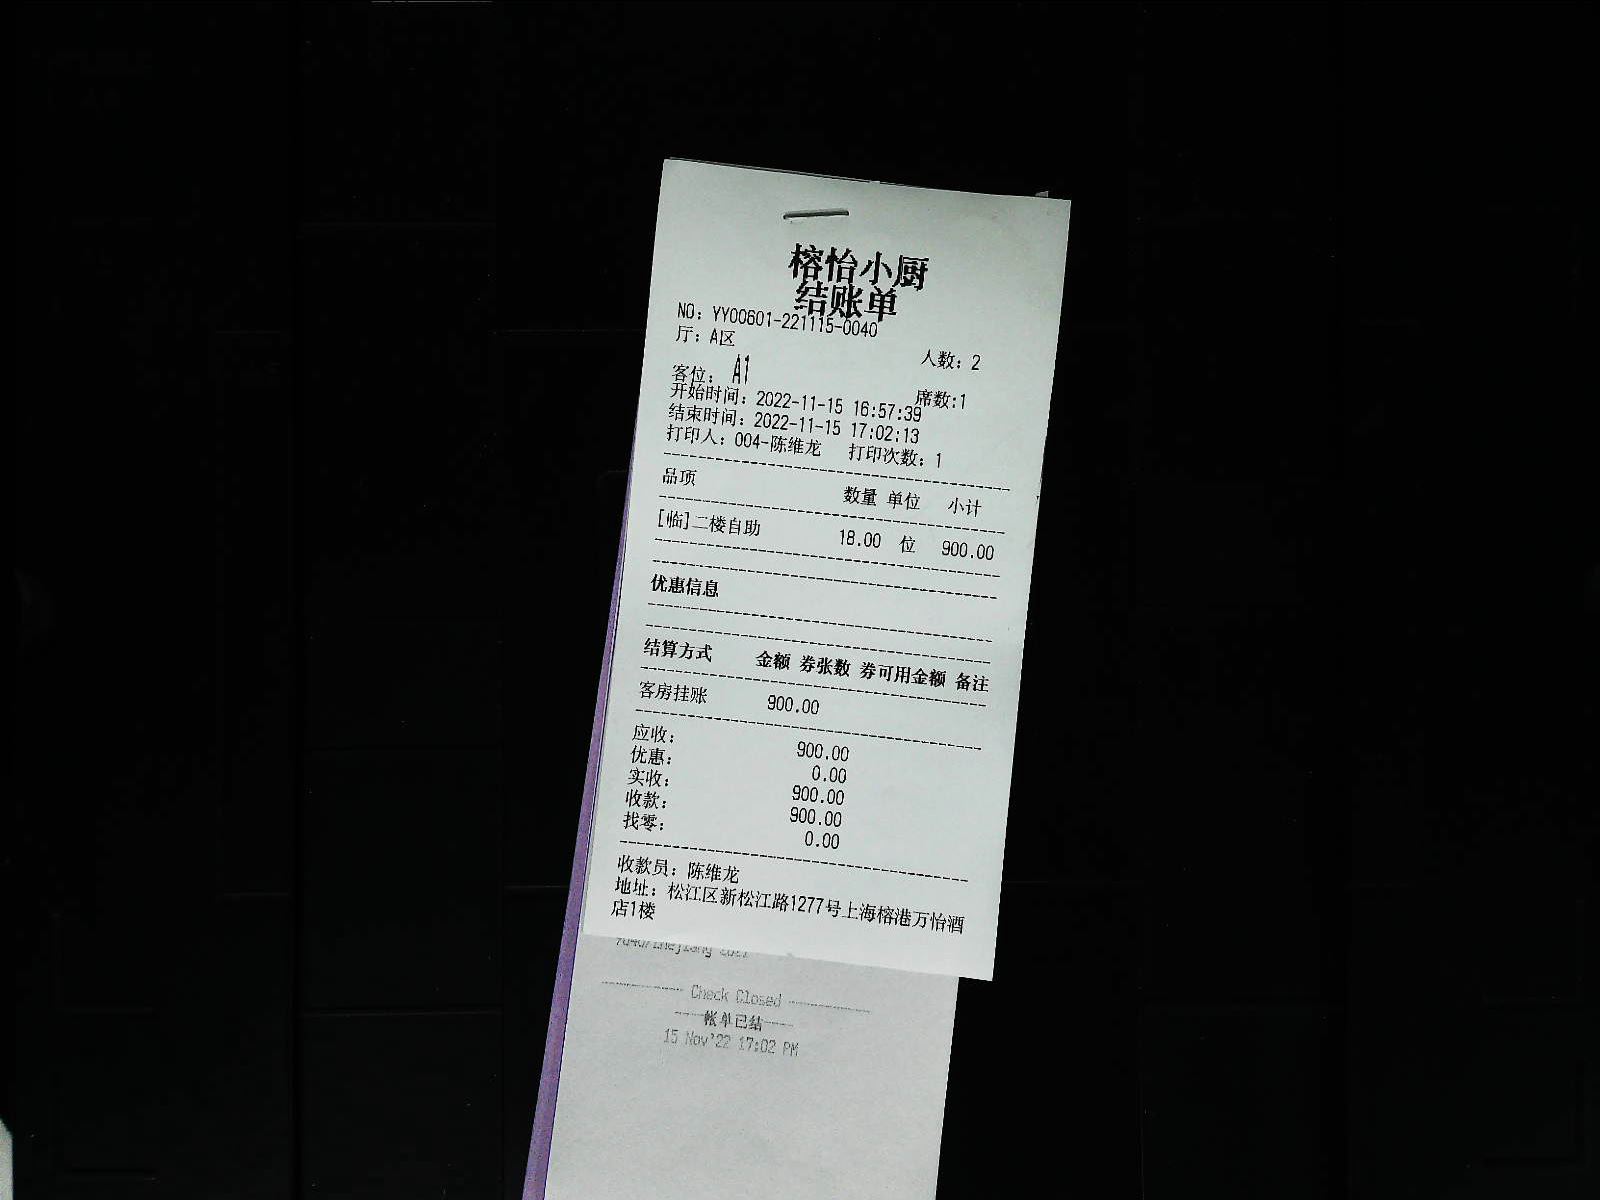 榕怡小厨
结账单
NO: YY00601-221115-0040
厅: A区
人数: 2
客位: A1
席数:1
开始时间: 2022-11-15 16:57:39
结束时间: 2022-11-15 17:02:13
打印人: 004-陈维龙 打印次数: 1
品项 数量 单位 小计
[临]二楼自助 18.00 位 900.00
优惠信息
结算方式 金额 券张数 券可用金额 备注
客房挂账 900.00
应收: 900.00
优惠: 0.00
实收: 900.00
收款: 900.00
找零: 0.00
收款员: 陈维龙
地址: 松江区新松江路1277号上海榕港万怡酒
店1楼
Check Closed
帐单已结
15 Nov'22 17:02 PM